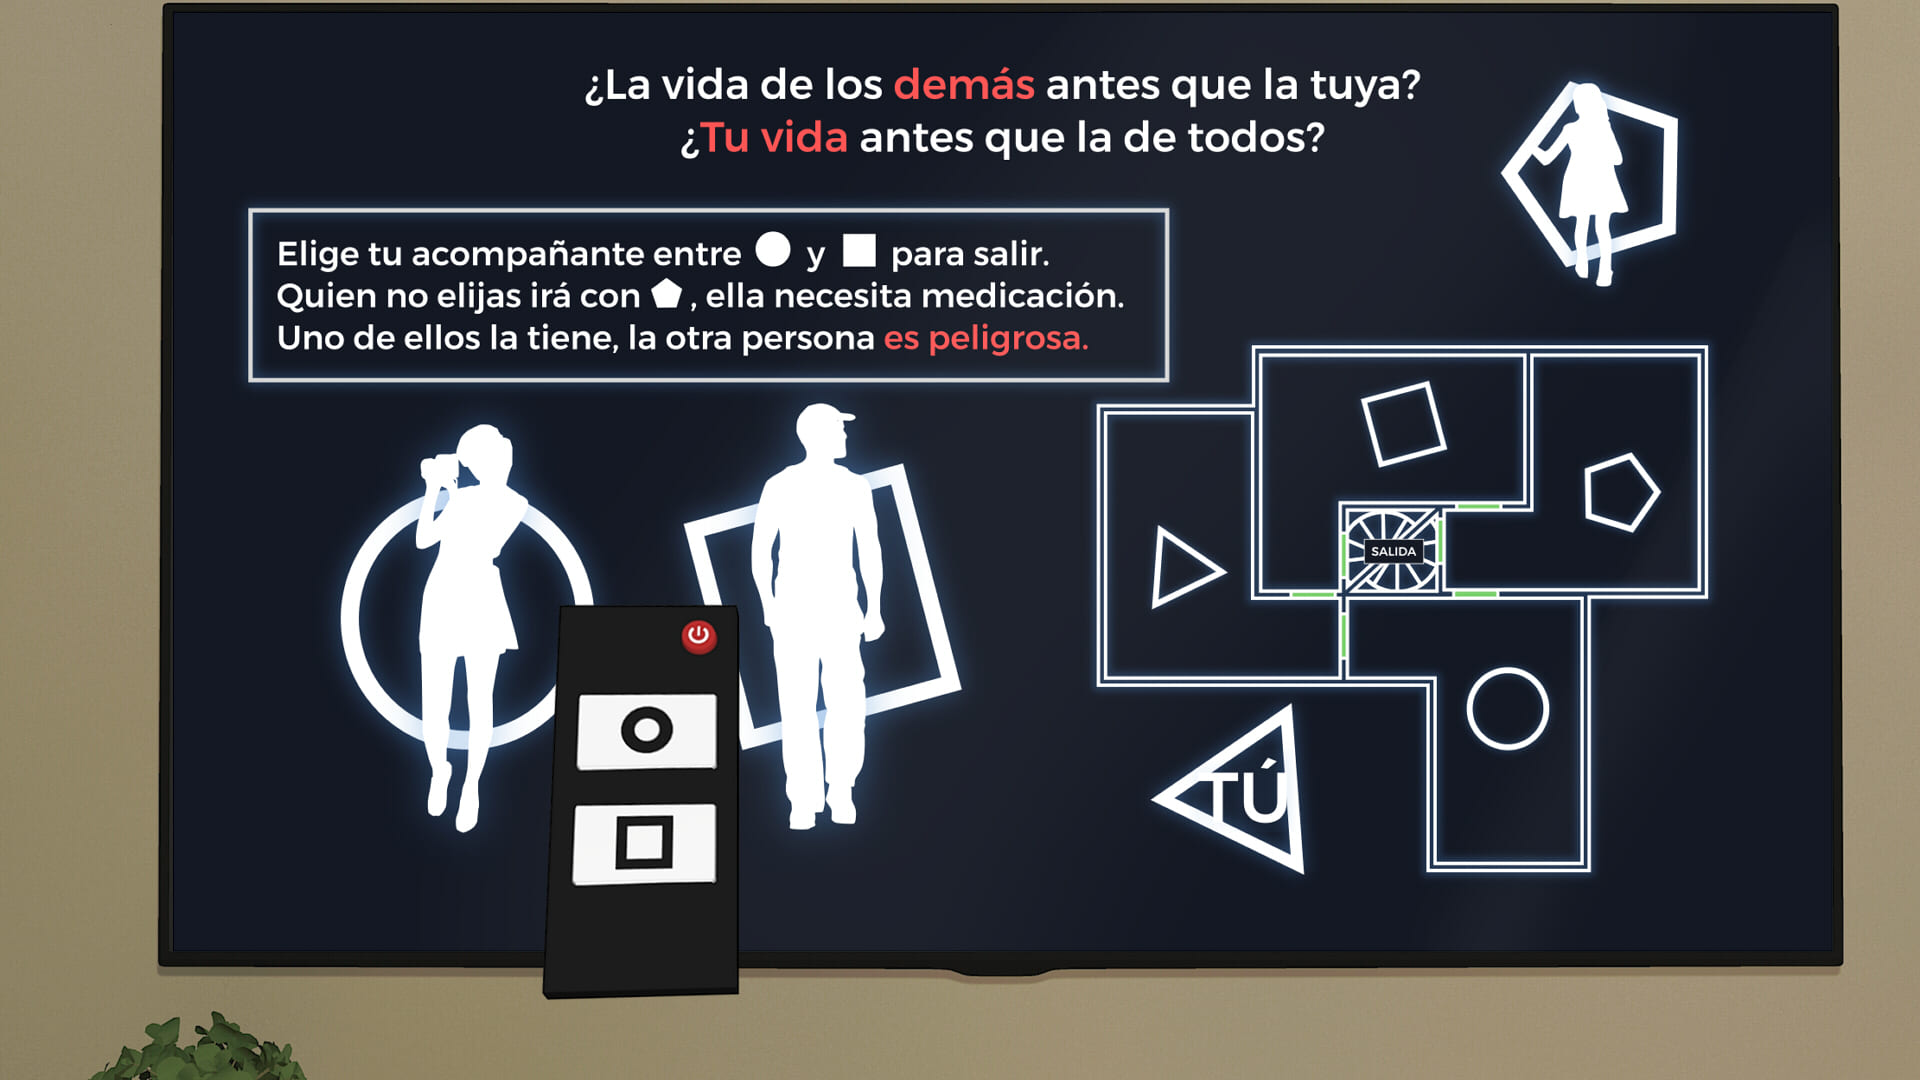 ¿La vida de los demás antes que la tuya?
¿Tu vida antes que la de todos?
Elige tu acompañante entre y para salir.
Quien no elijas irá con , ella necesita medicación.
Uno de ellos la tiene, la otra persona es peligrosa.
SALIDA
TÚ